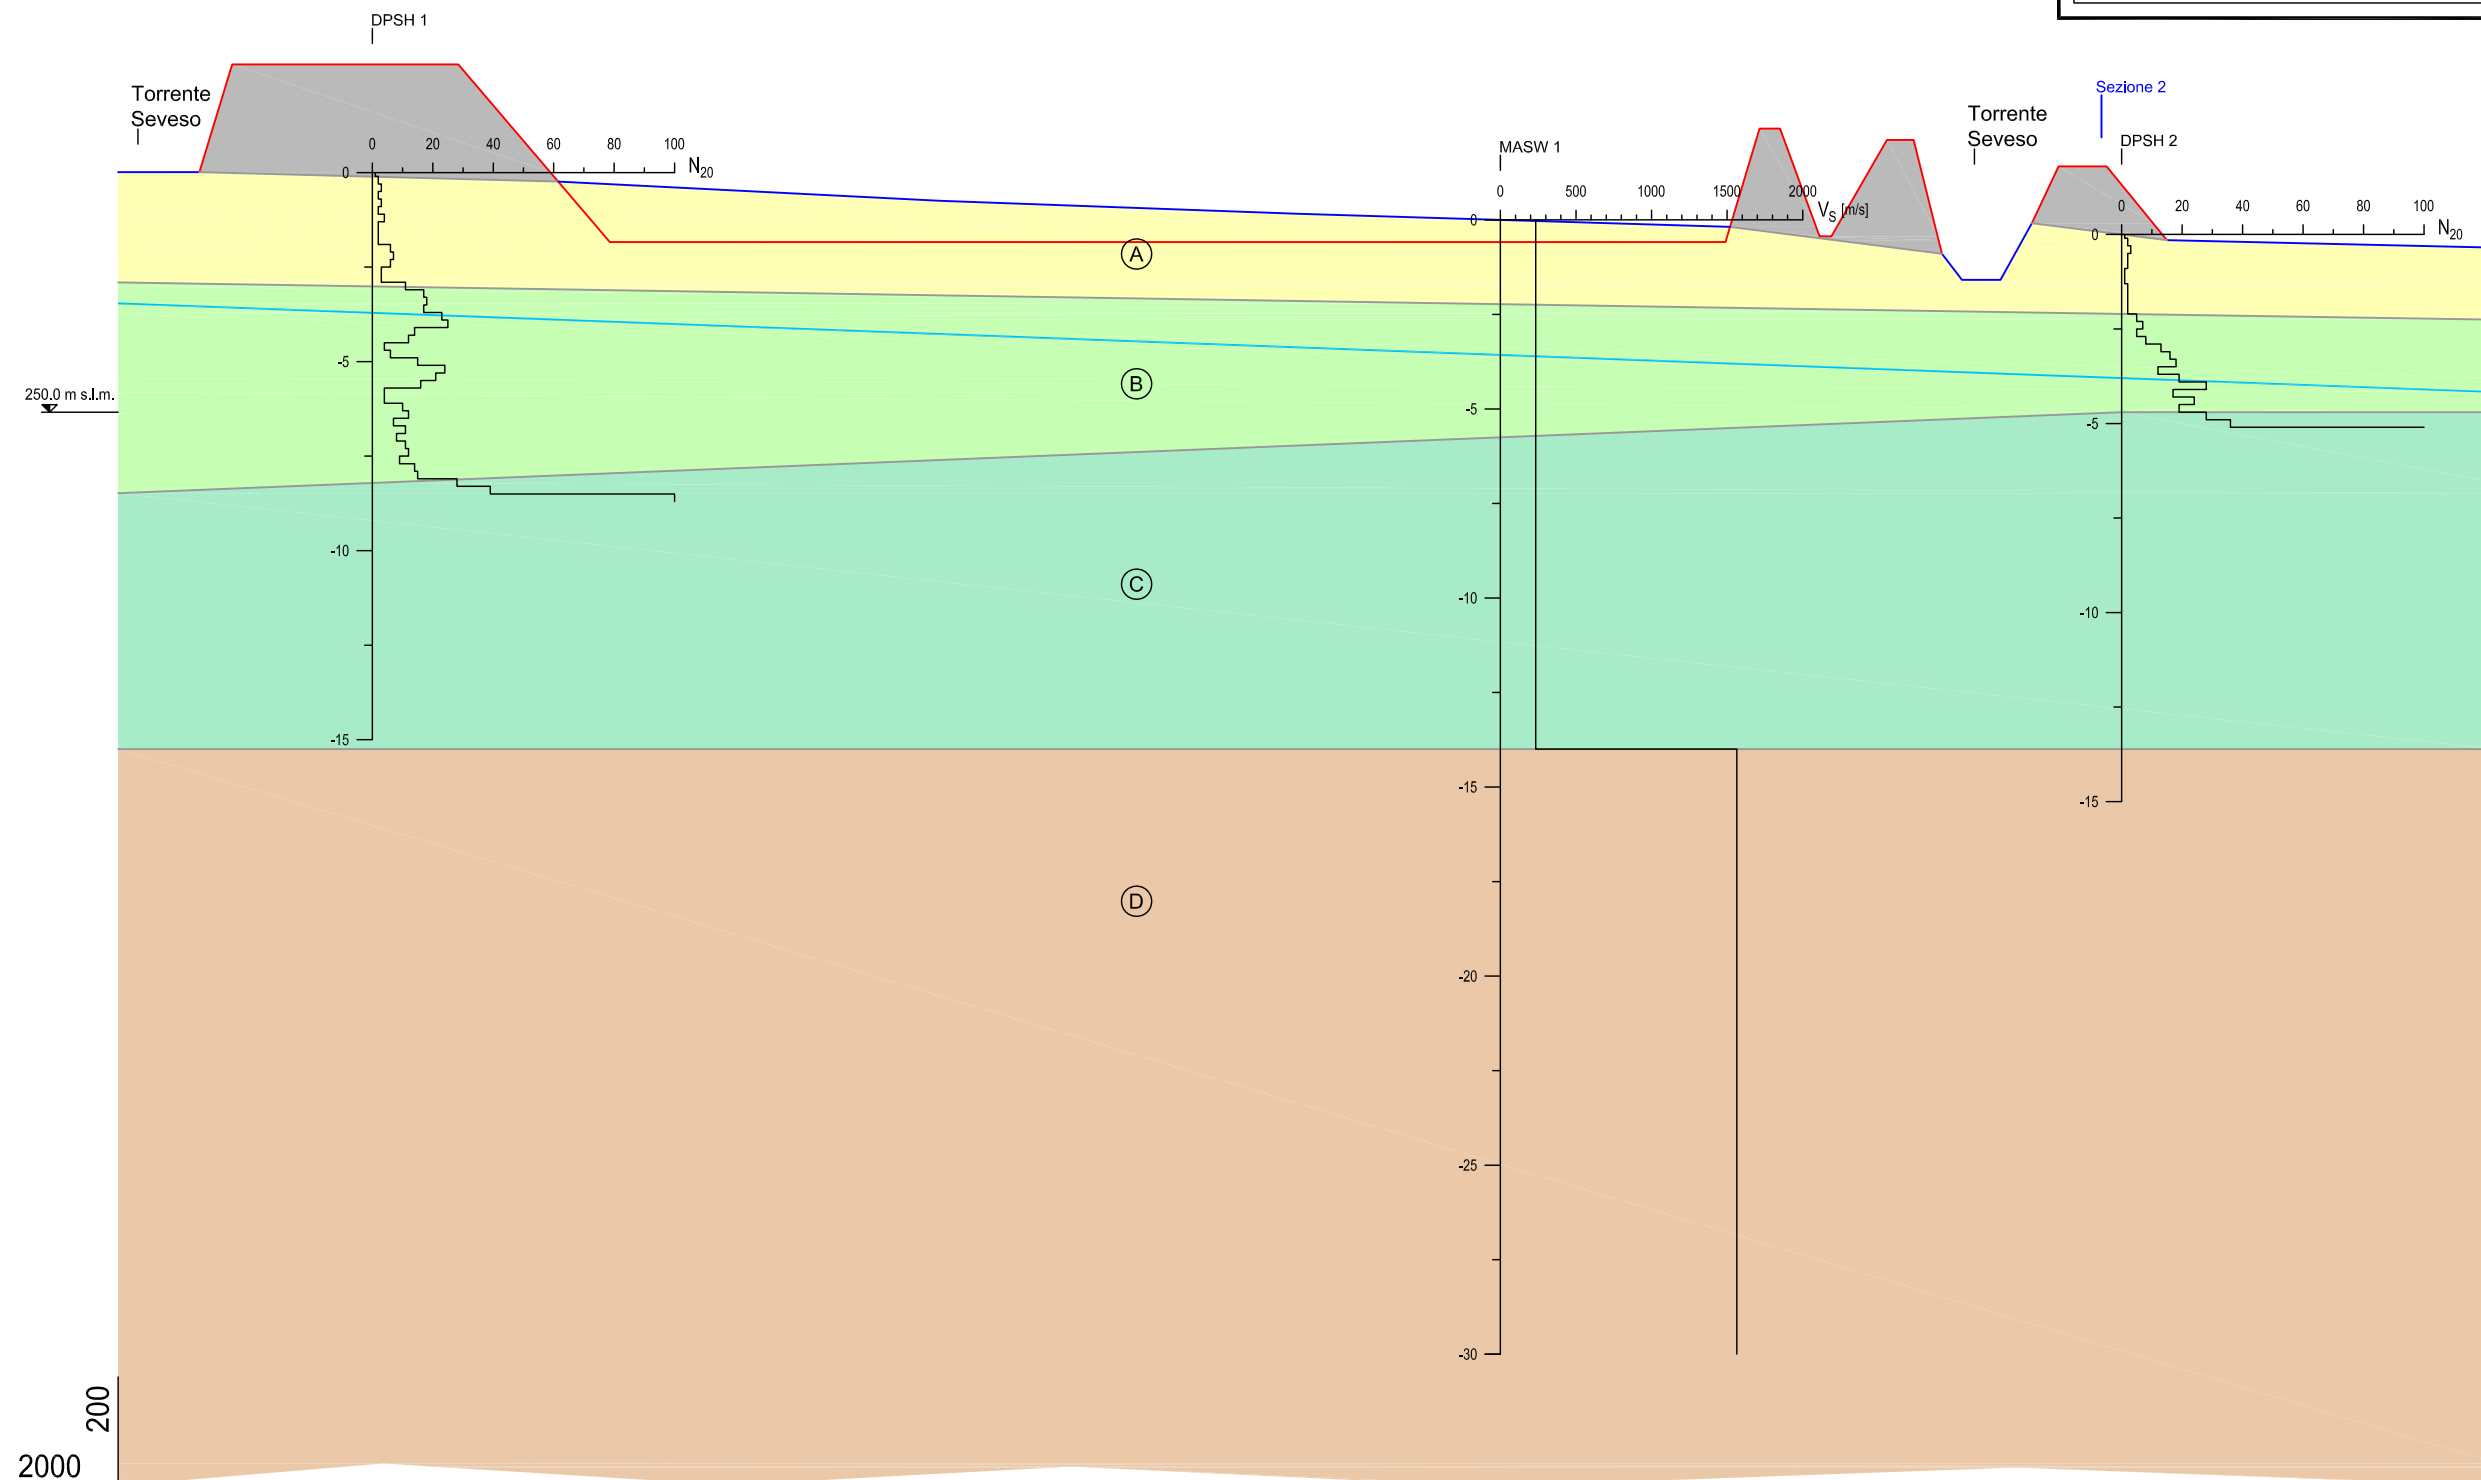 DPSH 1
Torrente
Seveso
0 20 40 60 80 100
N20
0
-5
-10
-15
250.0 m s.l.m.
A
B
C
D
MASW 1
0 500 1000 1500 2000
VS [m/s]
0
-5
-10
-15
-20
-25
-30
Torrente
Seveso
Sezione 2
DPSH 2
0 20 40 60 80 100
N20
0
-5
-10
-15
200
2000